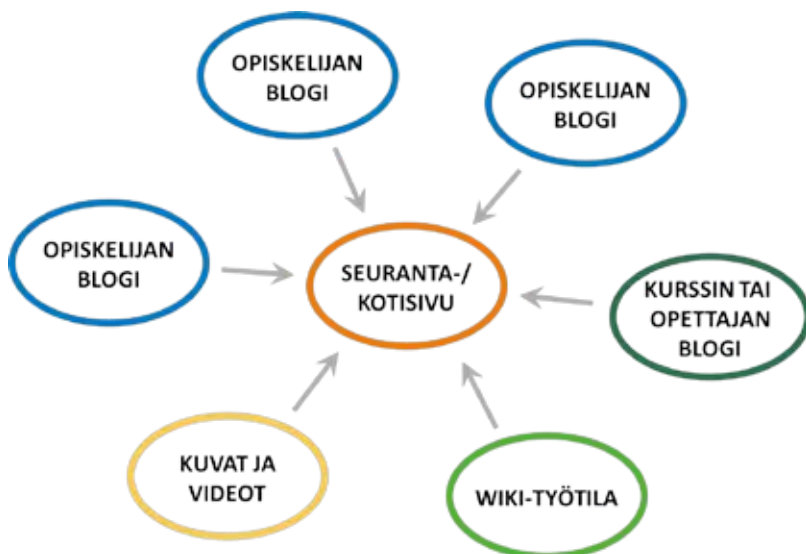 OPISKELIJAN
BLOGI
OPISKELIJAN
BLOGI
OPISKELIJAN
BLOGI
SEURANTA-/
KOTISIVU
KURSSIN TAI
OPETTAJAN
BLOGI
KUVAT JA
VIDEOT
WIKI-TYÖTILA